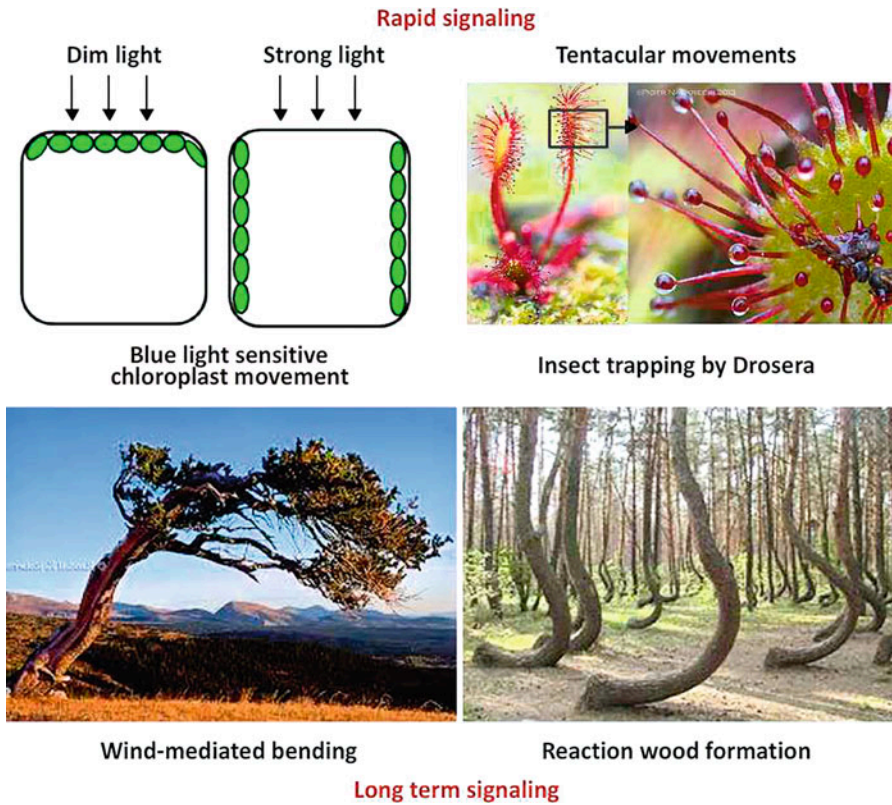 Rapid signaling
Dim light
Strong light
Tentacular movements
Blue light sensitive
chloroplast movement
Insect trapping by Drosera
Wind-mediated bending
Reaction wood formation
Long term signaling